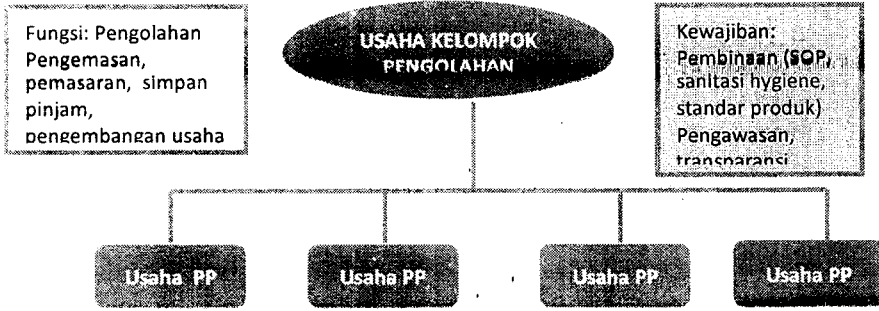 Fungsi: Pengolahan
Pengemasan,
pemasaran, simpan
pinjam,
pengembangan usaha
USAHA KELOMPOK
PENGOLAHAN
Kewajiban:
Pembinaan (SOP,
sanitasi hygiene,
standar produk)
Pengawasan,
transparansi
Usaha PP
Usaha PP
Usaha PP
Usaha PP